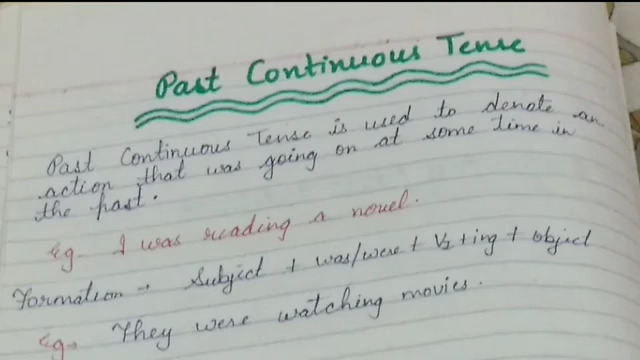 Past Continuous Tense
Past Continuous Tense is used to denote an
action that was going on at some time in
the past.
Eg. I was reading a novel.
Formation → Subject + was/were + V1+ing + object
Eg. They were watching movies.